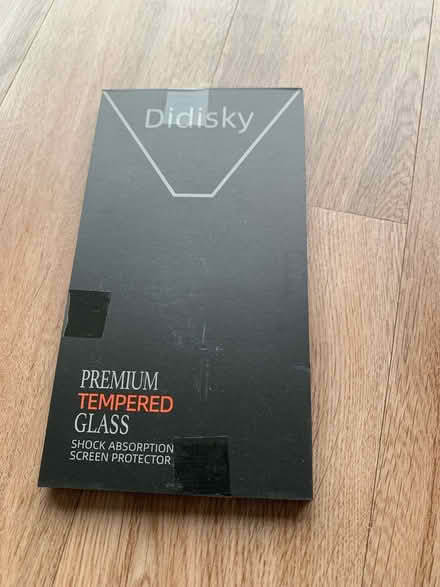 Didisky
PREMIUM
TEMPERED
GLASS
SHOCK ABSORPTION
SCREEN PROTECTOR